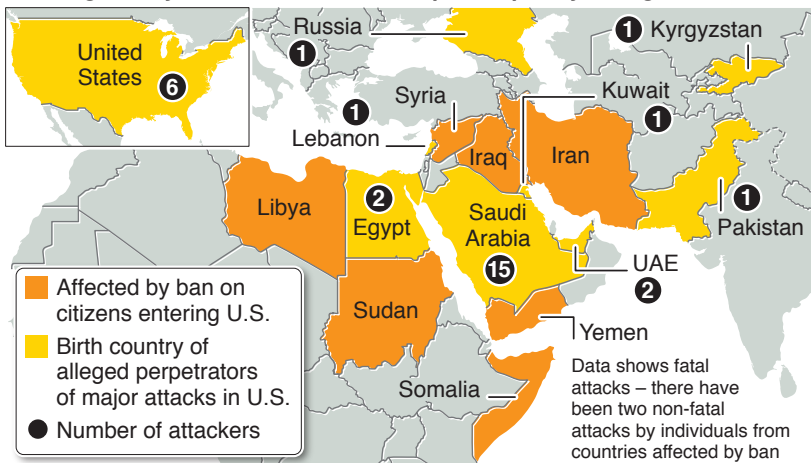 Russia
1
1
Kyrgyzstan
United
States
6
Syria
1
Kuwait
1
Lebanon
Iraq
Iran
Libya
2
Egypt
Saudi
Arabia
15
1
Pakistan
UAE
2
Sudan
Yemen
Somalia
Affected by ban on
citizens entering U.S.
Birth country of
alleged perpetrators
of major attacks in U.S.
Number of attackers
Data shows fatal
attacks – there have
been two non-fatal
attacks by individuals from
countries affected by ban